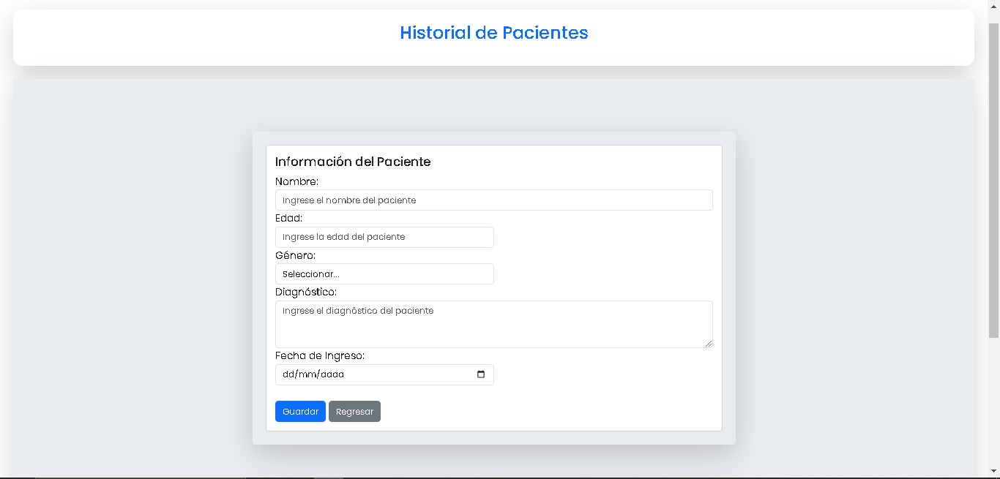 Historial de Pacientes
Información del Paciente
Nombre:
Ingrese el nombre del paciente
Edad:
Ingrese la edad del paciente
Género:
Seleccionar...
Diagnóstico:
Ingrese el diagnóstico del paciente
Fecha de Ingreso:
dd/mm/aaaa
Guardar Regresar